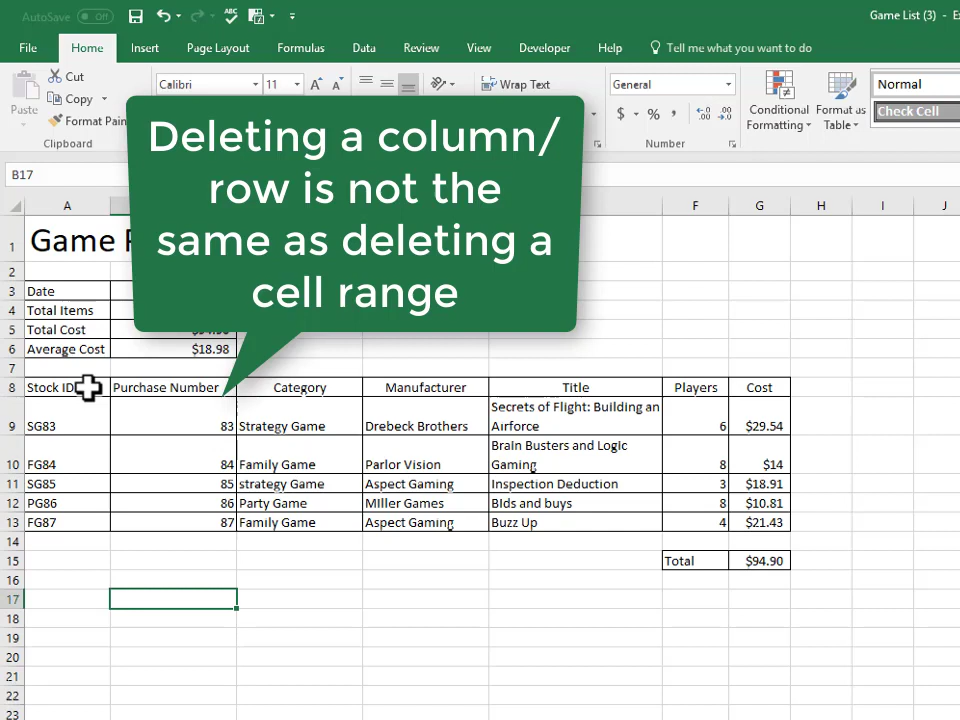 AutoSave Off
Game List (3) - Ex
File Home Insert Page Layout Formulas Data Review View Developer Help Tell me what you want to do
Cut
Copy
Paste
Format Pain
Clipboard
Calibri 11
Wrap Text
General
$ % ,
Number
Conditional Formatting
Format as Table
Normal
Check Cell
Deleting a column/
row is not the
same as deleting a
cell range
B17
A F G H I J
1 Game P
2
3 Date
4 Total Items
5 Total Cost
6 Average Cost $18.98
7
8 Stock ID Purchase Number Category Manufacturer Title Players Cost
9 SG83 83 Strategy Game Drebeck Brothers Secrets of Flight: Building an Airforce 6 $29.54
10 FG84 84 Family Game Parlor Vision Brain Busters and Logic Gaming 8 $14
11 SG85 85 strategy Game Aspect Gaming Inspection Deduction 3 $18.91
12 PG86 86 Party Game MIller Games BIds and buys 8 $10.81
13 FG87 87 Family Game Aspect Gaming Buzz Up 4 $21.43
14
15 Total $94.90
16
17
18
19
20
21
22
23